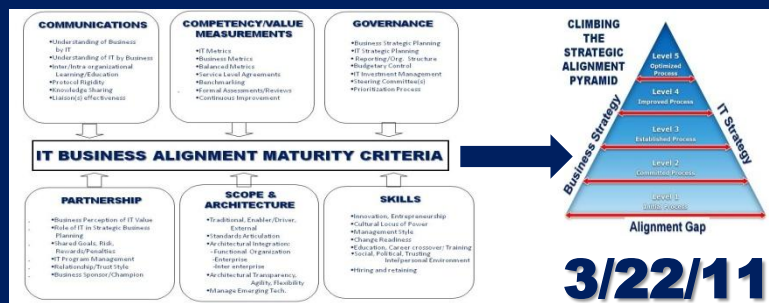 COMMUNICATIONS
•Understanding of Business
by IT
•Understanding of IT by Business
•Inter/Intra organizational
Learning/Education
•Protocol Rigidity
•Knowledge Sharing
•Liaison(s) effectiveness
COMPETENCY/VALUE
MEASUREMENTS
•IT Metrics
•Business Metrics
•Balanced Metrics
•Service Level Agreements
•Benchmarking
•Formal Assessments/Reviews
•Continuous Improvement
GOVERNANCE
•Business Strategic Planning
•IT Strategic Planning
•Reporting/Org. Structure
•Budgetary Control
•IT Investment Management
•Steering Committee(s)
•Prioritization Process
IT BUSINESS ALIGNMENT MATURITY CRITERIA
PARTNERSHIP
•Business Perception of IT Value
•Role of IT in Strategic Business
Planning
•Shared Goals, Risk,
Rewards/Penalties
•IT Program Management
•Relationship/Trust Style
•Business Sponsor/Champion
SCOPE &
ARCHITECTURE
•Traditional, Enabler/Driver,
External
•Standards Articulation
•Architectural Integration:
–Functional Organization
–Enterprise
–Inter enterprise
•Architectural Transparency,
Agility, Flexibility
•Manage Emerging Tech.
SKILLS
•Innovation, Entrepreneurship
•Cultural Locus of Power
•Management Style
•Change Readiness
•Education, Career crossover/ Training
•Social, Political, Trusting
Interpersonal Environment
•Hiring and retaining
CLIMBING
THE
STRATEGIC
ALIGNMENT
PYRAMID
Level 5
Optimized
Process
Level 4
Improved Process
Level 3
Established Process
Level 2
Committed Process
Level 1
Initial Process
Business Strategy
IT Strategy
Alignment Gap
3/22/11